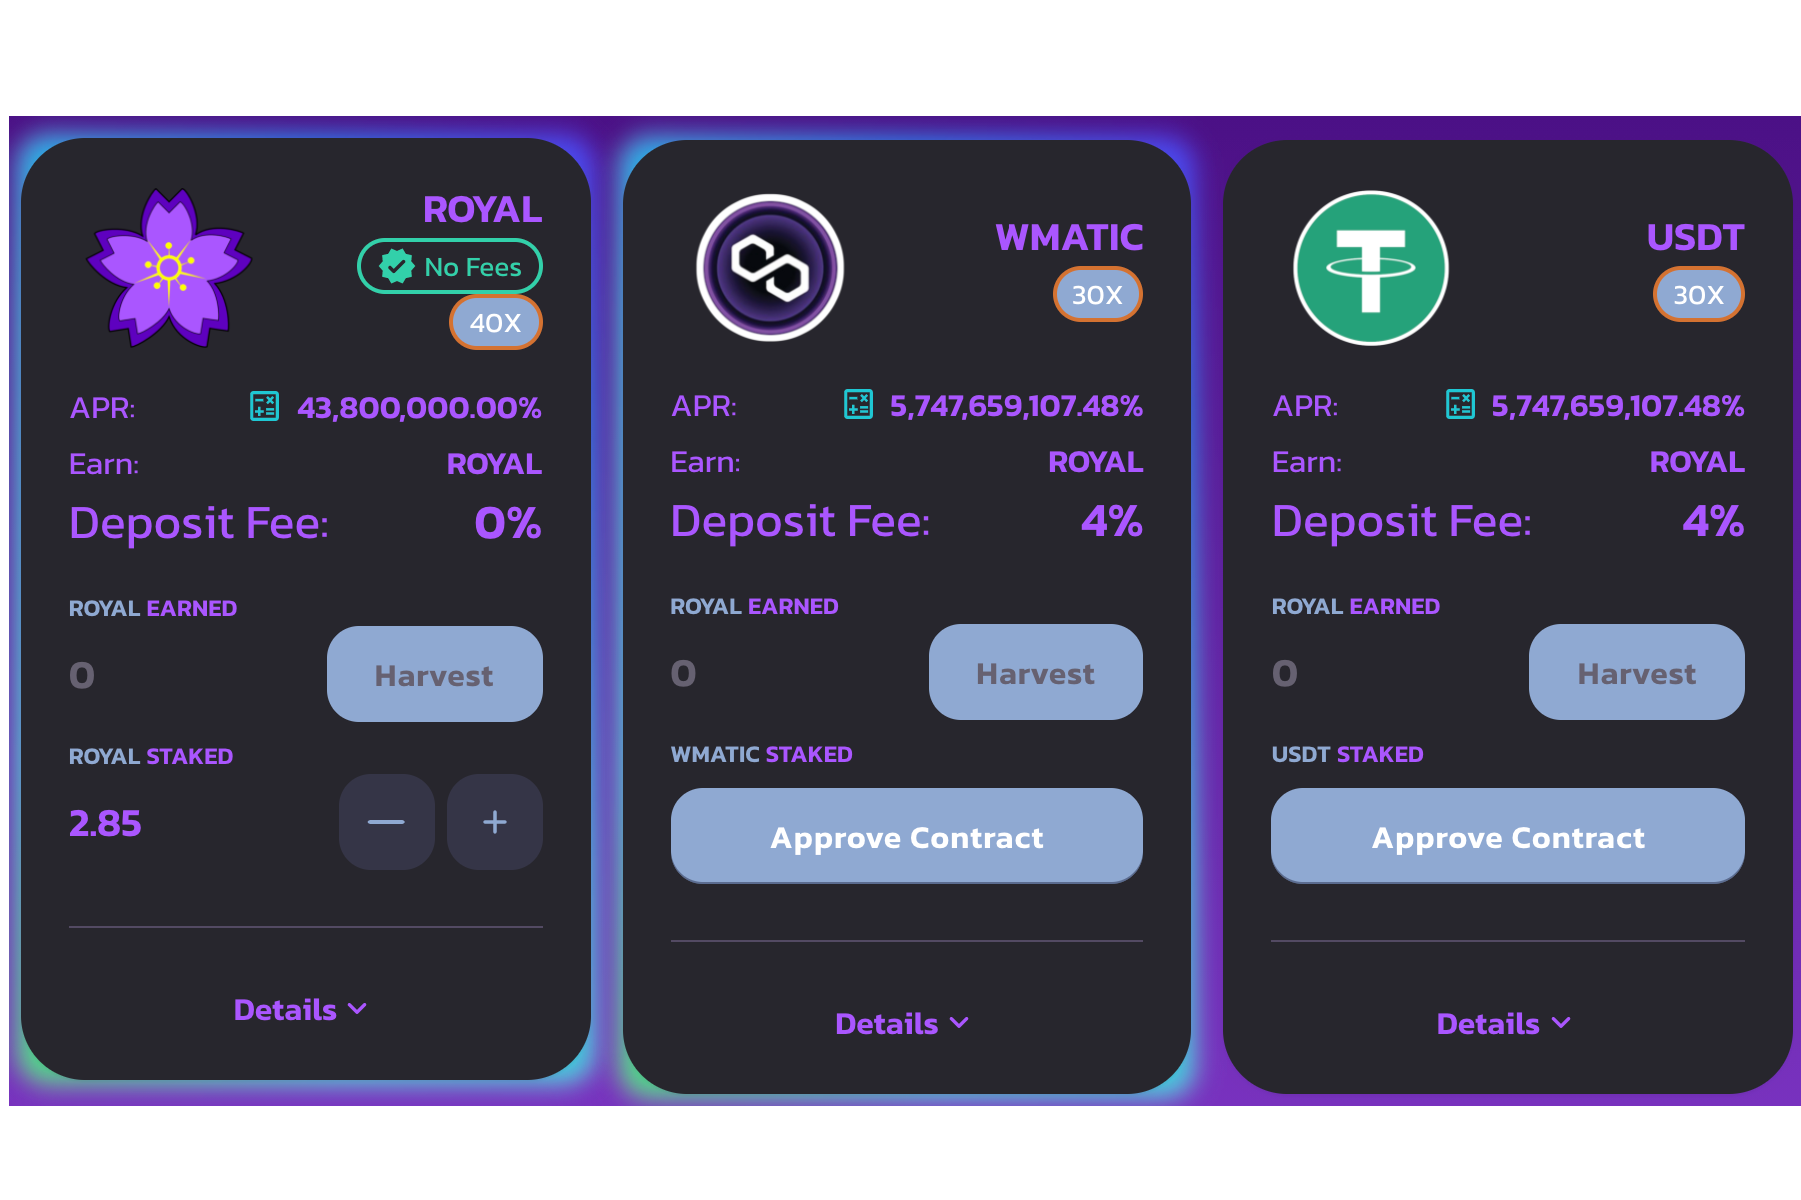 ROYAL
No Fees
40X
APR: 43,800,000.00%
Earn: ROYAL
Deposit Fee: 0%
ROYAL EARNED
0 Harvest
ROYAL STAKED
2.85 — +
Details
WMATIC
30X
APR: 5,747,659,107.48%
Earn: ROYAL
Deposit Fee: 4%
ROYAL EARNED
0 Harvest
WMATIC STAKED
Approve Contract
Details
USDT
30X
APR: 5,747,659,107.48%
Earn: ROYAL
Deposit Fee: 4%
ROYAL EARNED
0 Harvest
USDT STAKED
Approve Contract
Details